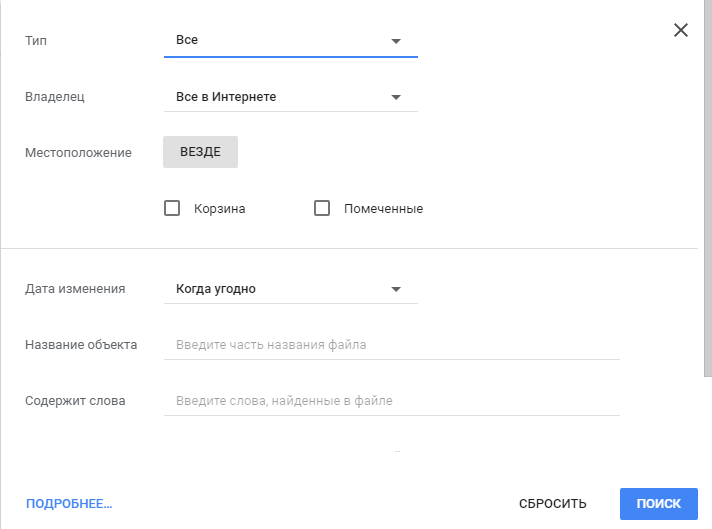 Тип Все
Владелец Все в Интернете
Местоположение ВЕЗДЕ
Корзина Помеченные
Дата изменения Когда угодно
Название объекта Введите часть названия файла
Содержит слова Введите слова, найденные в файле
ПОДРОБНЕЕ... СБРОСИТЬ ПОИСК